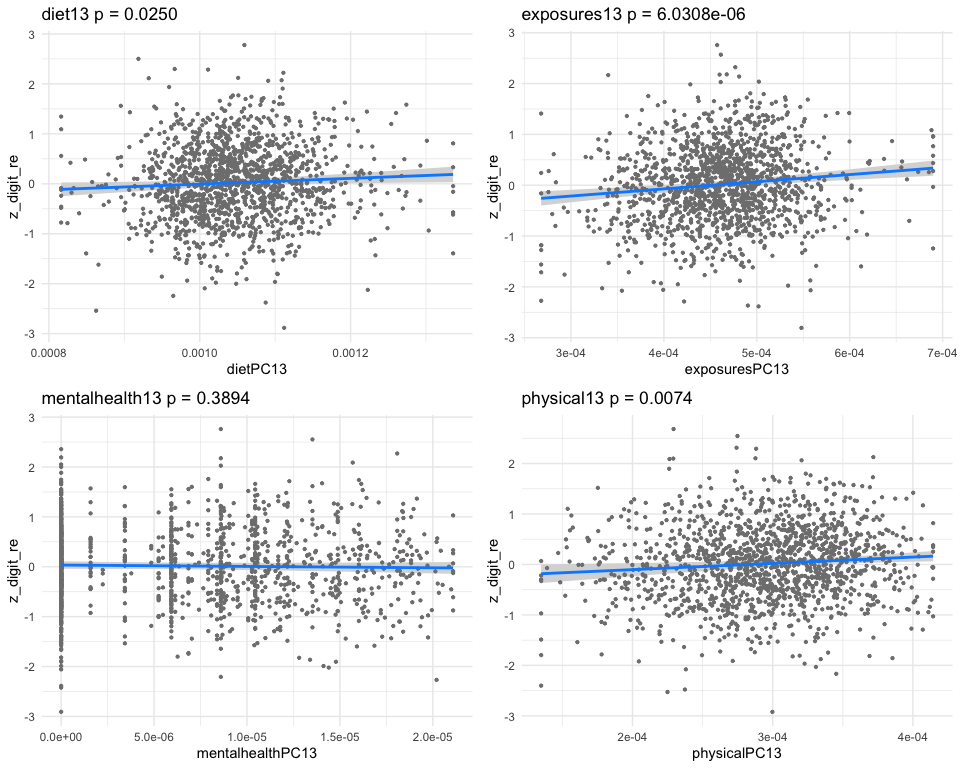 diet13 p = 0.0250
3
2
1
0
-1
-2
-3
z_digit_re
0.0008 0.0010 0.0012
dietPC13
exposures13 p = 6.0308e-06
3
2
1
0
-1
-2
-3
z_digit_re
3e-04 4e-04 5e-04 6e-04 7e-04
exposuresPC13
mentalhealth13 p = 0.3894
3
2
1
0
-1
-2
-3
z_digit_re
0.0e+00 5.0e-06 1.0e-05 1.5e-05 2.0e-05
mentalhealthPC13
physical13 p = 0.0074
2
1
0
-1
-2
-3
z_digit_re
2e-04 3e-04 4e-04
physicalPC13